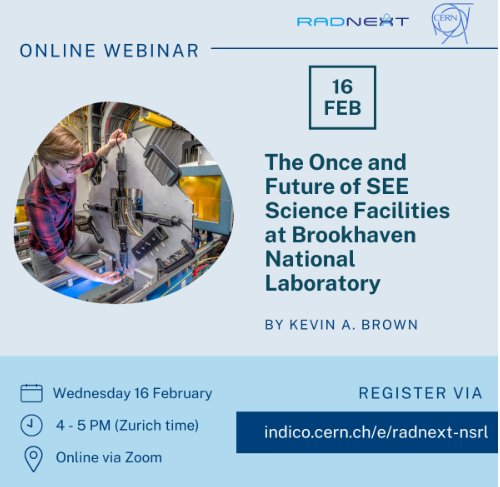 RADNEXT
CERN
ONLINE WEBINAR
16
FEB
The Once and
Future of SEE
Science Facilities
at Brookhaven
National
Laboratory
BY KEVIN A. BROWN
Wednesday 16 February
4 - 5 PM (Zurich time)
Online via Zoom
REGISTER VIA
indico.cern.ch/e/radnext-nsrl